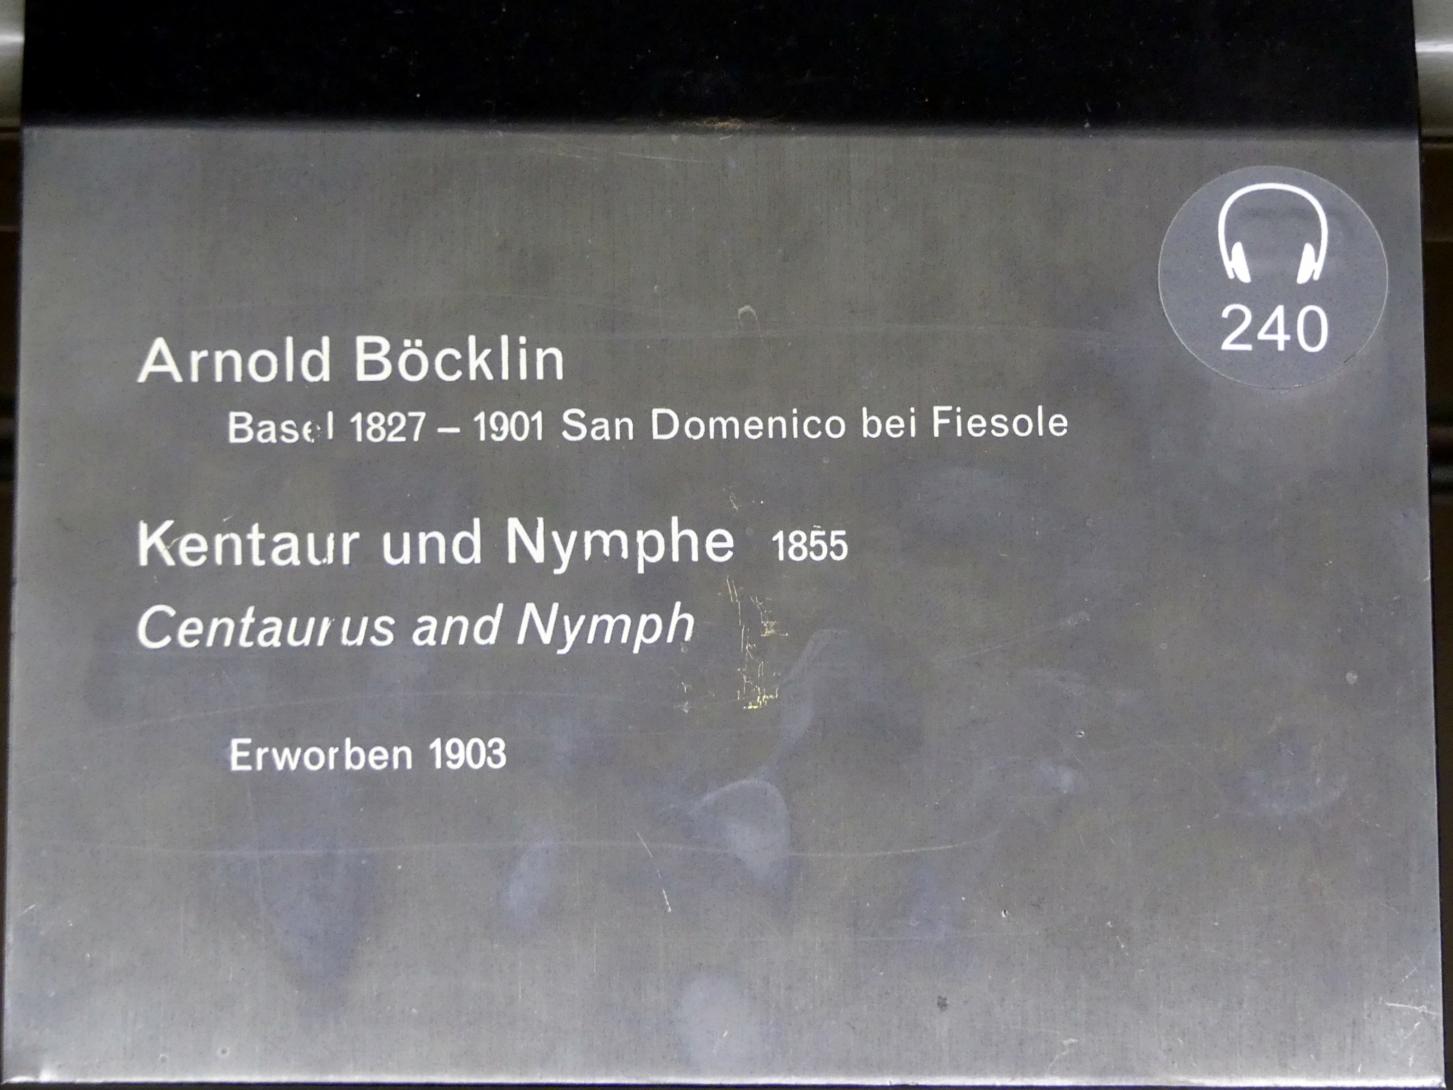 240
Arnold Böcklin
Basel 1827 – 1901 San Domenico bei Fiesole
Kentaur und Nymphe 1855
Centaurus and Nymph
Erworben 1903